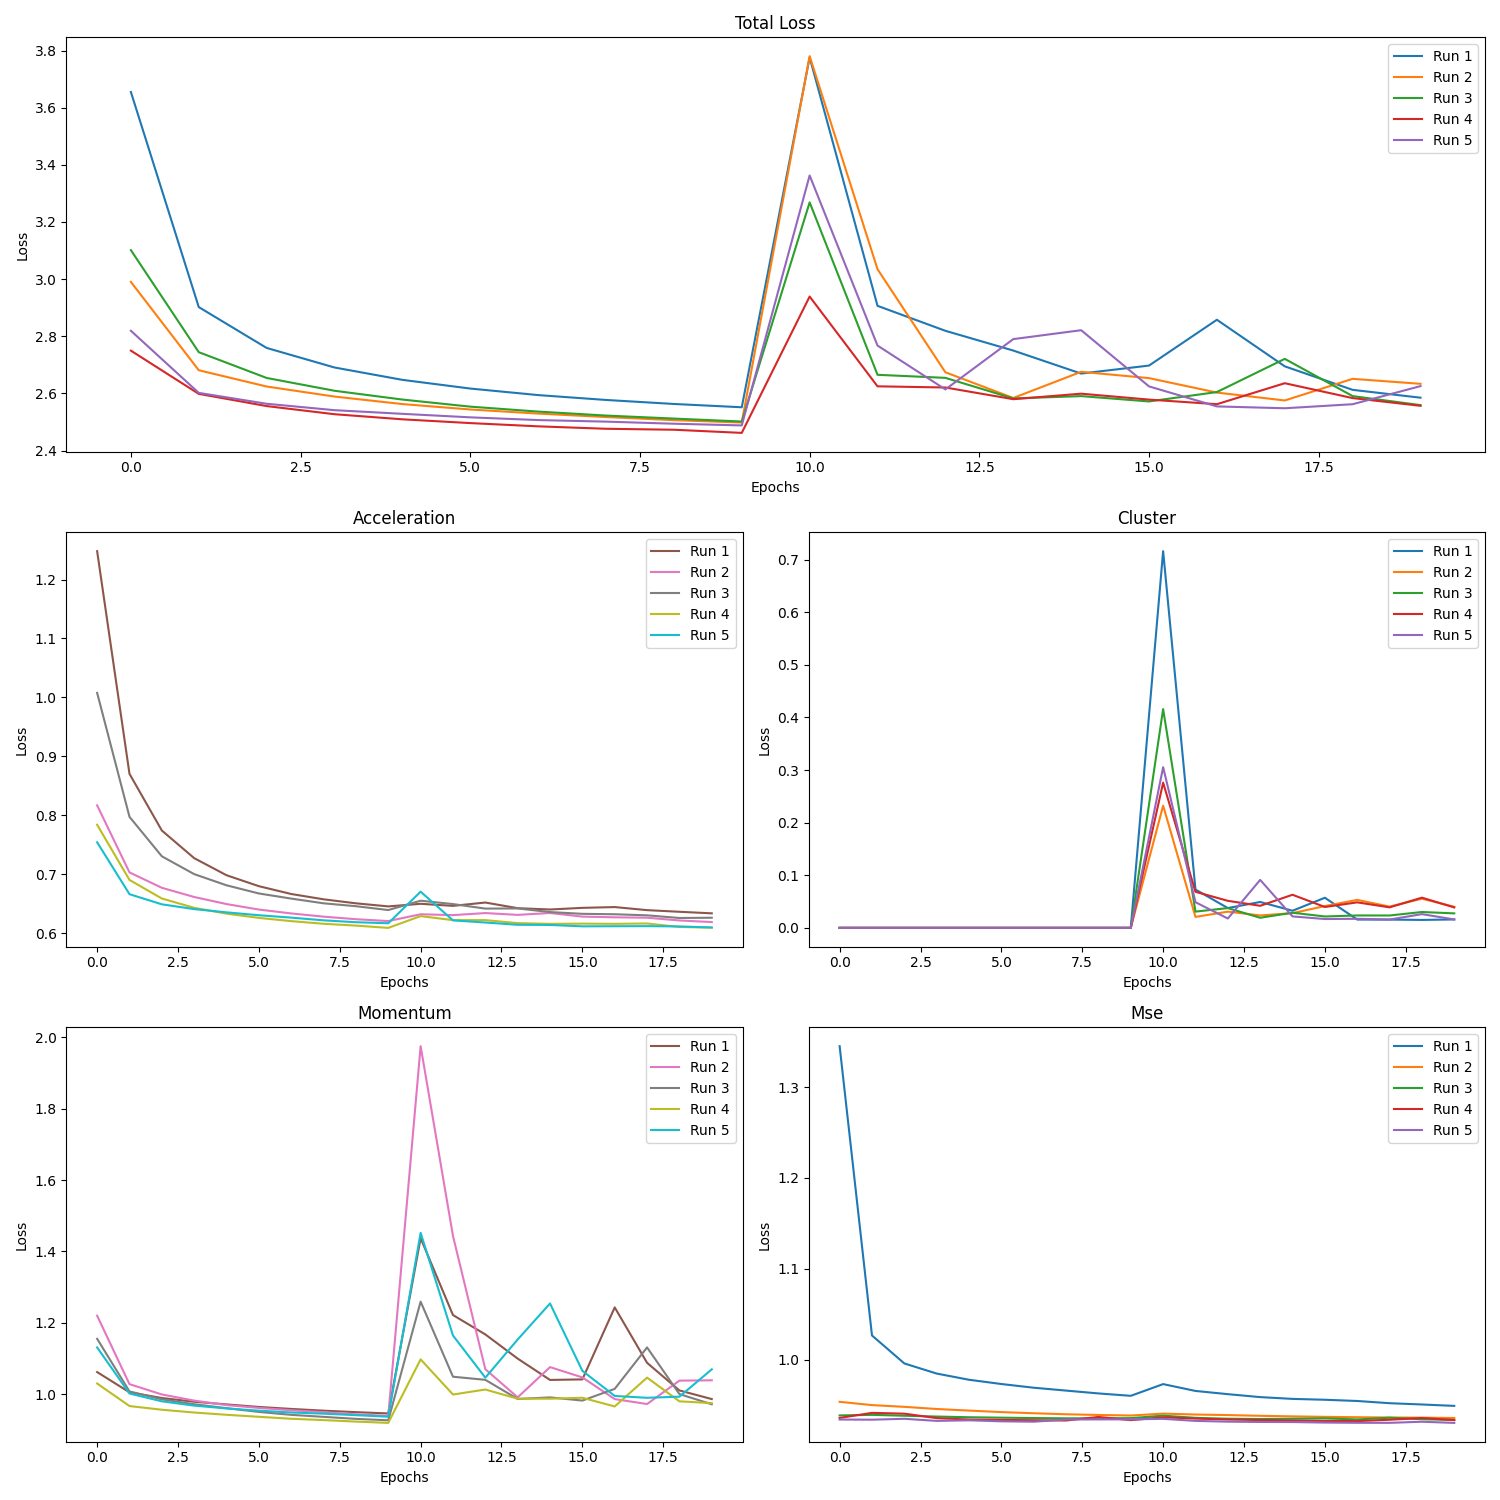 Total Loss
Loss
3.8
3.6
3.4
3.2
3.0
2.8
2.6
2.4
Run 1
Run 2
Run 3
Run 4
Run 5
0.0 2.5 5.0 7.5 10.0 12.5 15.0 17.5
Epochs
Acceleration
Loss
1.2
1.1
1.0
0.9
0.8
0.7
0.6
Run 1
Run 2
Run 3
Run 4
Run 5
0.0 2.5 5.0 7.5 10.0 12.5 15.0 17.5
Epochs
Cluster
Loss
0.7
0.6
0.5
0.4
0.3
0.2
0.1
0.0
Run 1
Run 2
Run 3
Run 4
Run 5
0.0 2.5 5.0 7.5 10.0 12.5 15.0 17.5
Epochs
Momentum
Loss
2.0
1.8
1.6
1.4
1.2
1.0
Run 1
Run 2
Run 3
Run 4
Run 5
0.0 2.5 5.0 7.5 10.0 12.5 15.0 17.5
Epochs
Mse
Loss
1.3
1.2
1.1
1.0
Run 1
Run 2
Run 3
Run 4
Run 5
0.0 2.5 5.0 7.5 10.0 12.5 15.0 17.5
Epochs